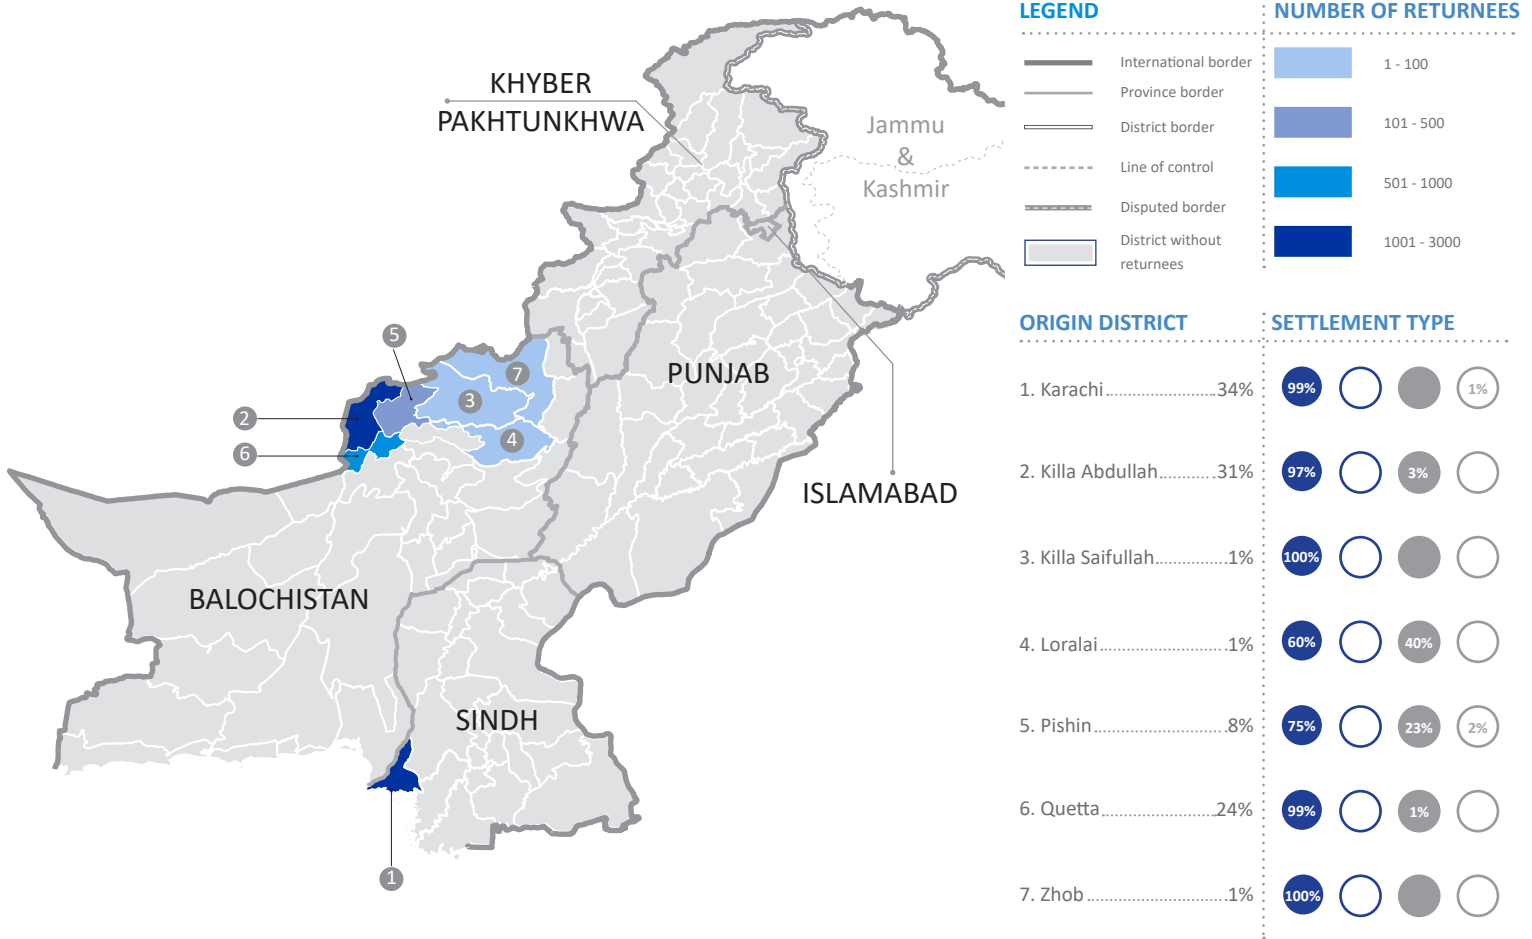 KHYBER
PAKHTUNKHWA
Jammu
&
Kashmir
5
7
3
2
4
6
PUNJAB
ISLAMABAD
BALOCHISTAN
SINDH
1
LEGEND
International border
Province border
District border
Line of control
Disputed border
District without
returnees
NUMBER OF RETURNEES
1 - 100
101 - 500
501 - 1000
1001 - 3000
ORIGIN DISTRICT SETTLEMENT TYPE
1. Karachi 34% 99% 1%
2. Killa Abdullah 31% 97% 3%
3. Killa Saifullah 1% 100%
4. Loralai 1% 60% 40%
5. Pishin 8% 75% 23% 2%
6. Quetta 24% 99% 1%
7. Zhob 1% 100%